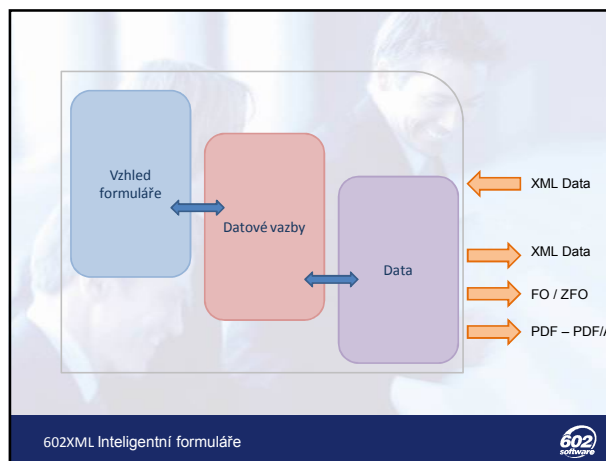 Vzhled
formuláře
Datové vazby
Data
XML Data
XML Data
FO / ZFO
PDF – PDF/A
602XML Inteligentní formuláře
602
software